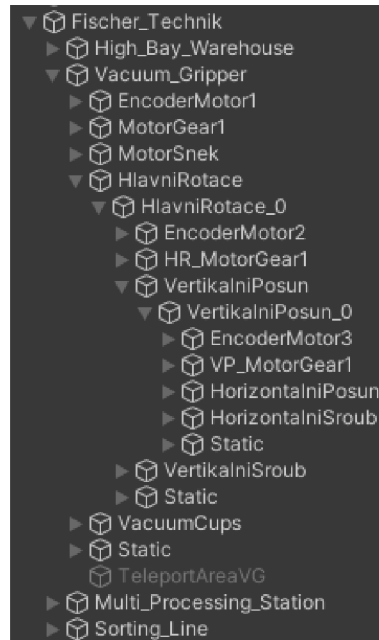 Fischer_Technik
High_Bay_Warehouse
Vacuum_Gripper
EncoderMotor1
MotorGear1
MotorSnek
HlavniRotace
HlavniRotace_0
EncoderMotor2
HR_MotorGear1
VertikalniPosun
VertikalniPosun_0
EncoderMotor3
VP_MotorGear1
HorizontalniPosun
HorizontalniSroub
Static
VertikalniSroub
Static
VacuumCups
Static
TeleportAreaVG
Multi_Processing_Station
Sorting_Line